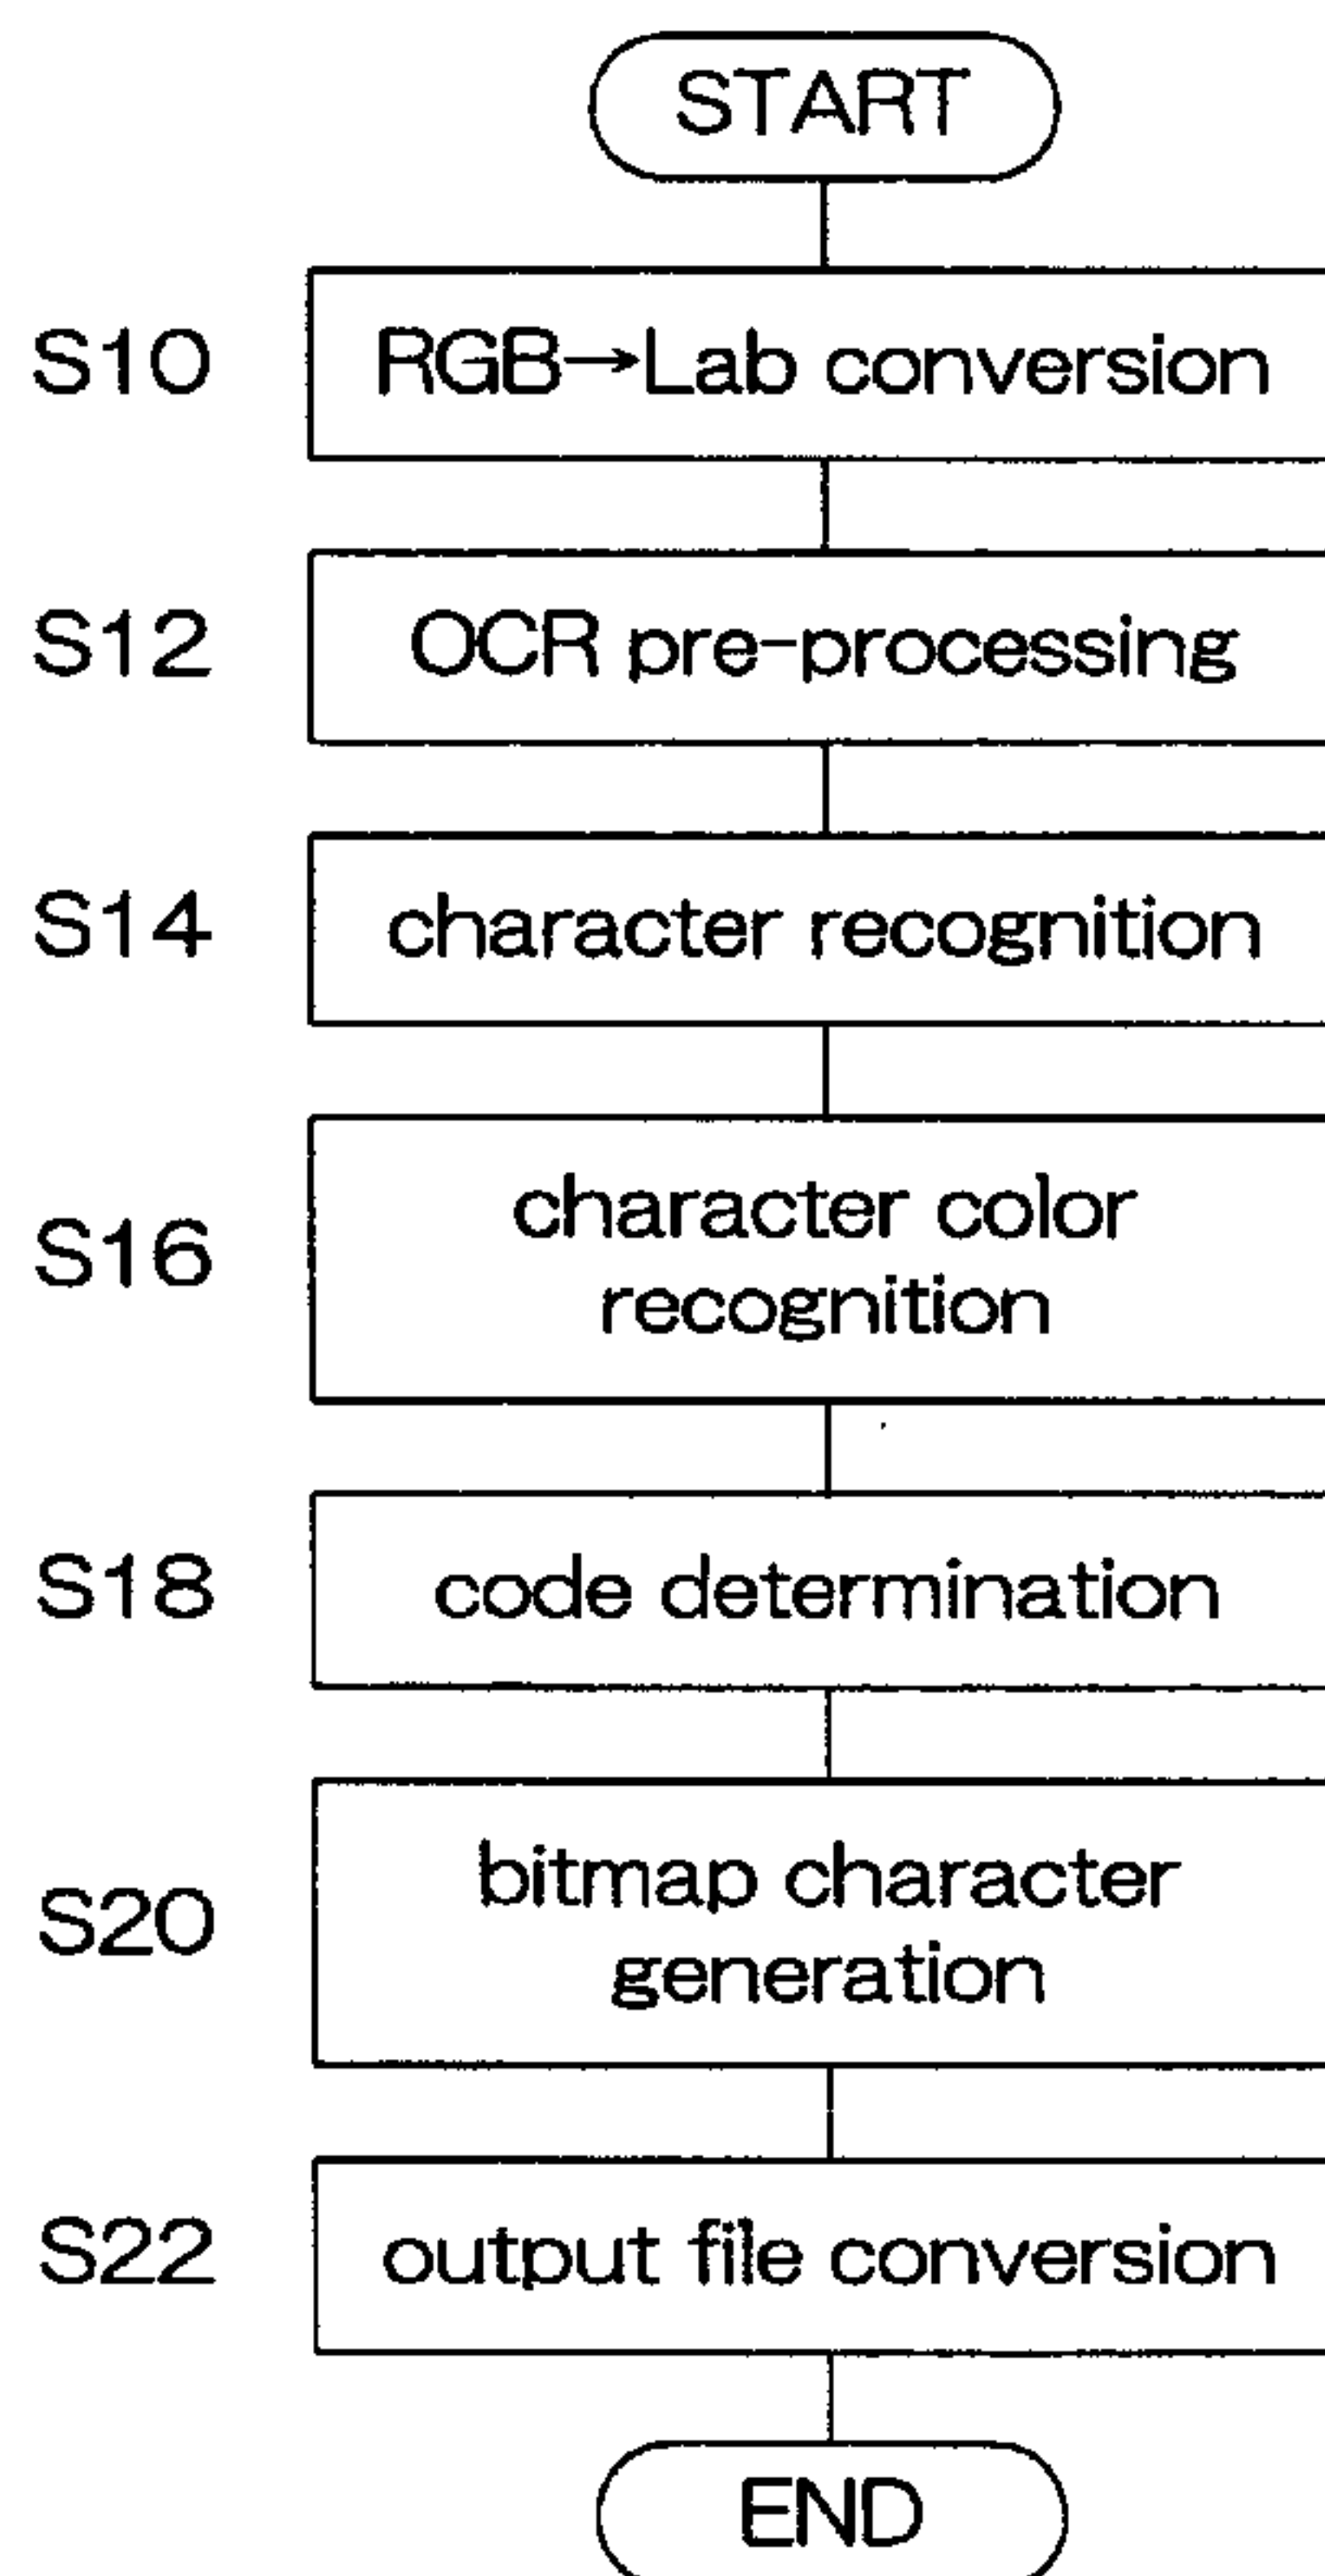 START
S10 RGB→Lab conversion
S12 OCR pre-processing
S14 character recognition
S16 character color
recognition
S18 code determination
S20 bitmap character
generation
S22 output file conversion
END